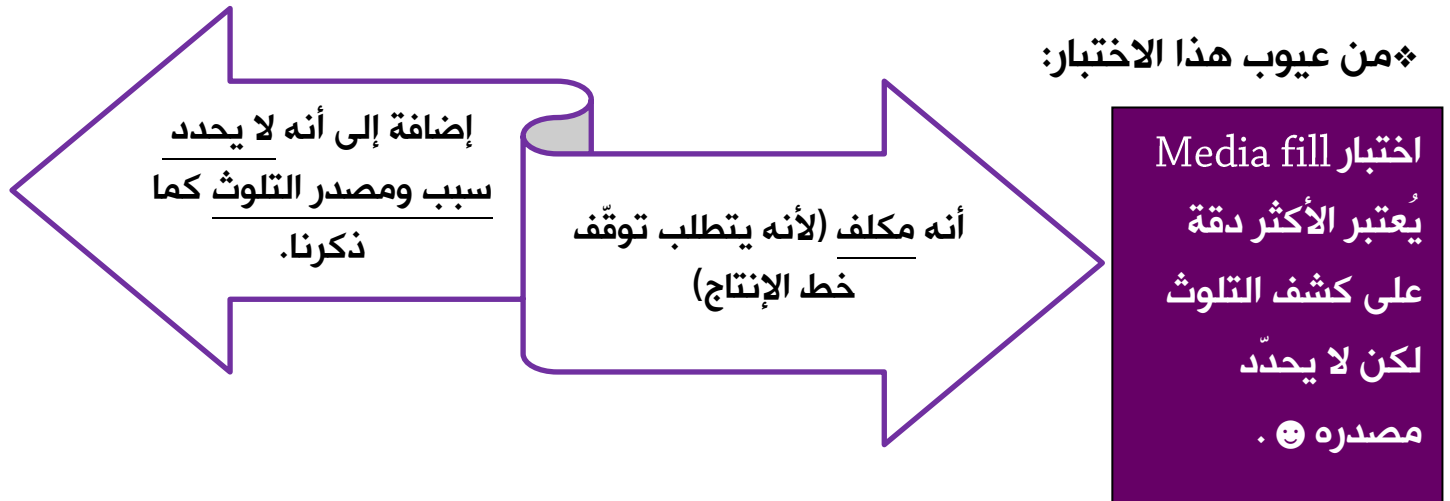 ❖من عيوب هذا الاختبار:
اختبار Media fill
يُعتبر الأكثر دقة
على كشف التلوث
لكن لا يحدّد
مصدره ☻.
أنه مكلف (لأنه يتطلب توقّف
خط الإنتاج)
إضافة إلى أنه لا يحدد
سبب ومصدر التلوث كما
ذكرنا.